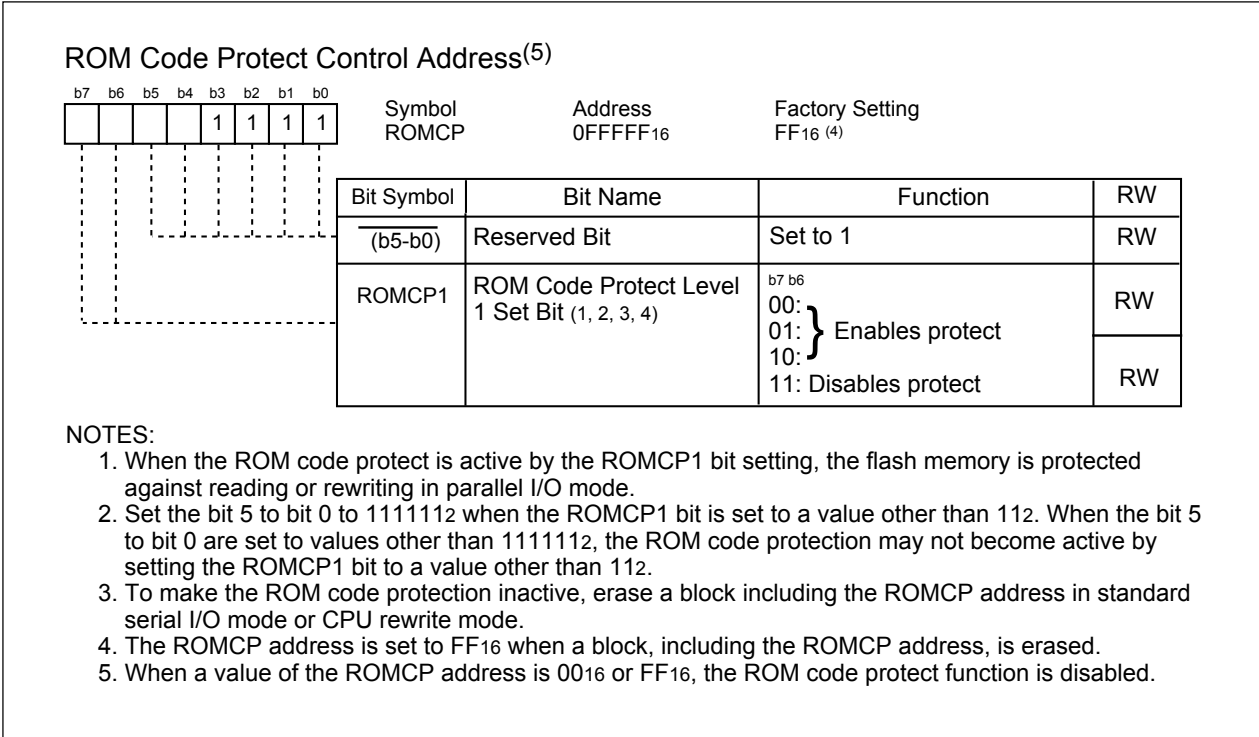 ROM Code Protect Control Address(5)
b7 b6 b5 b4 b3 b2 b1 b0
1 1 1 1
Symbol Address Factory Setting
ROMCP 0FFFFF16 FF16 (4)
Bit Symbol Bit Name Function RW
(b5-b0) Reserved Bit Set to 1 RW
ROMCP1 ROM Code Protect Level
1 Set Bit (1, 2, 3, 4)
b7 b6
00:
01: } Enables protect
10:
11: Disables protect
RW
RW
NOTES:
1. When the ROM code protect is active by the ROMCP1 bit setting, the flash memory is protected
against reading or rewriting in parallel I/O mode.
2. Set the bit 5 to bit 0 to 1111112 when the ROMCP1 bit is set to a value other than 112. When the bit 5
to bit 0 are set to values other than 1111112, the ROM code protection may not become active by
setting the ROMCP1 bit to a value other than 112.
3. To make the ROM code protection inactive, erase a block including the ROMCP address in standard
serial I/O mode or CPU rewrite mode.
4. The ROMCP address is set to FF16 when a block, including the ROMCP address, is erased.
5. When a value of the ROMCP address is 0016 or FF16, the ROM code protect function is disabled.